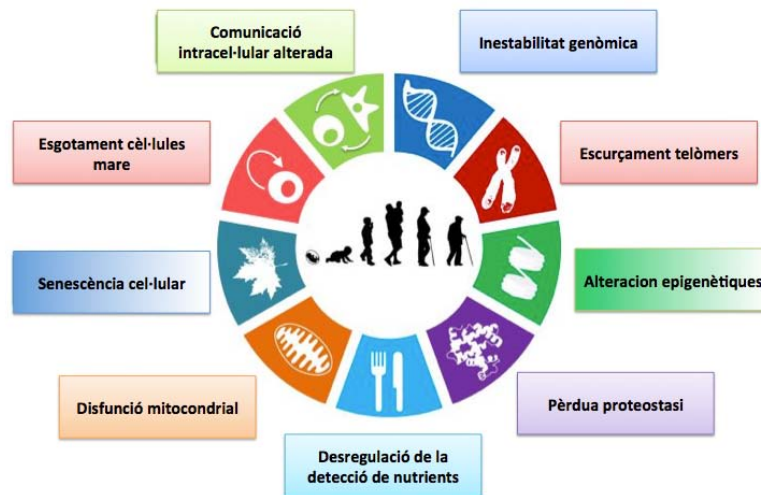 Comunicació
intracel·lular alterada
Inestabilitat genòmica
Esgotament cèl·lules
mare
Escurçament telòmers
Senescència cel·lular
Alteracion epigenètiques
Disfunció mitocondrial
Pèrdua proteostasi
Desregulació de la
detecció de nutrients